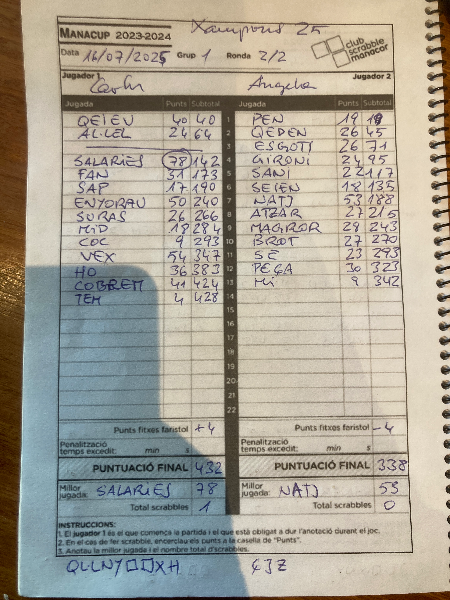 Xampions 25
MANACUP 2023-2024
Data 16/07/2025 Grup 1 Ronda 2/2
club scrabble manacor
Jugador 1 Jugador 2
Àngela
Jugada Punts Subtotal Jugada Punts Subtotal
QEIEU 40 40 1 PEN 19 19
AL·LEL 24 64 2 QEDEN 26 45
3 ESGOTI 26 71
SALARIES 78 142 4 GIRONI 24 95
FAN 31 173 5 SANI 22 117
SAP 17 190 6 SEIEN 18 135
ENYORAU 50 240 7 NATJ 53 188
SURAS 26 266 8 ATZAR 27 215
MID 18 284 9 MAGIROR 28 243
COC 9 293 10 BROT 27 270
VEX 54 347 11 SE 23 293
HO 36 383 12 PEGA 30 323
COBREM 41 424 13 MÚ 9 342
TEM 4 428 14
15
16
17
18
19
20
21
22
Punts fitxes faristol +4 Punts fitxes faristol -4
Penalització temps excedit: min s Penalització temps excedit: min s
PUNTUACIÓ FINAL 432 PUNTUACIÓ FINAL 338
Millor jugada: SALARIES 78 Millor jugada: NATJ 53
Total scrabbles 1 Total scrabbles 0
INSTRUCCIONS:
1. El jugador 1 és el que comença la partida i el que està obligat a dur l'anotació durant el joc.
2. En el cas de fer scrabble, encercleu els punts a la casella de "Punts".
3. Anotau la millor jugada i el nombre total d'scrabbles.
QLLNY□□XH ÇJZ